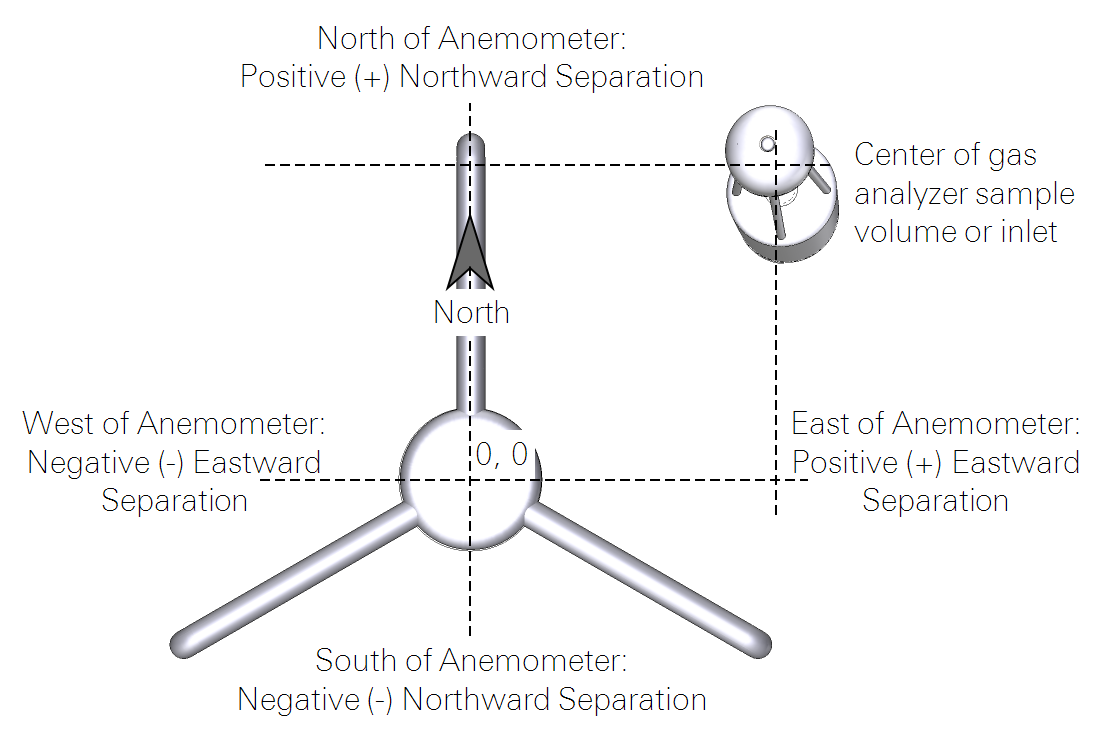 North of Anemometer:
Positive (+) Northward Separation
Center of gas
analyzer sample
volume or inlet
North
West of Anemometer:
Negative (-) Eastward
Separation
0, 0
East of Anemometer:
Positive (+) Eastward
Separation
South of Anemometer:
Negative (-) Northward Separation